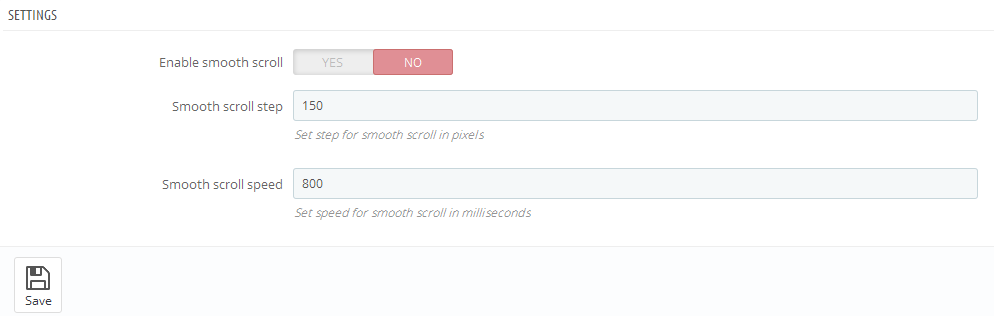 SETTINGS
Enable smooth scroll YES NO
Smooth scroll step 150
Set step for smooth scroll in pixels
Smooth scroll speed 800
Set speed for smooth scroll in milliseconds
Save